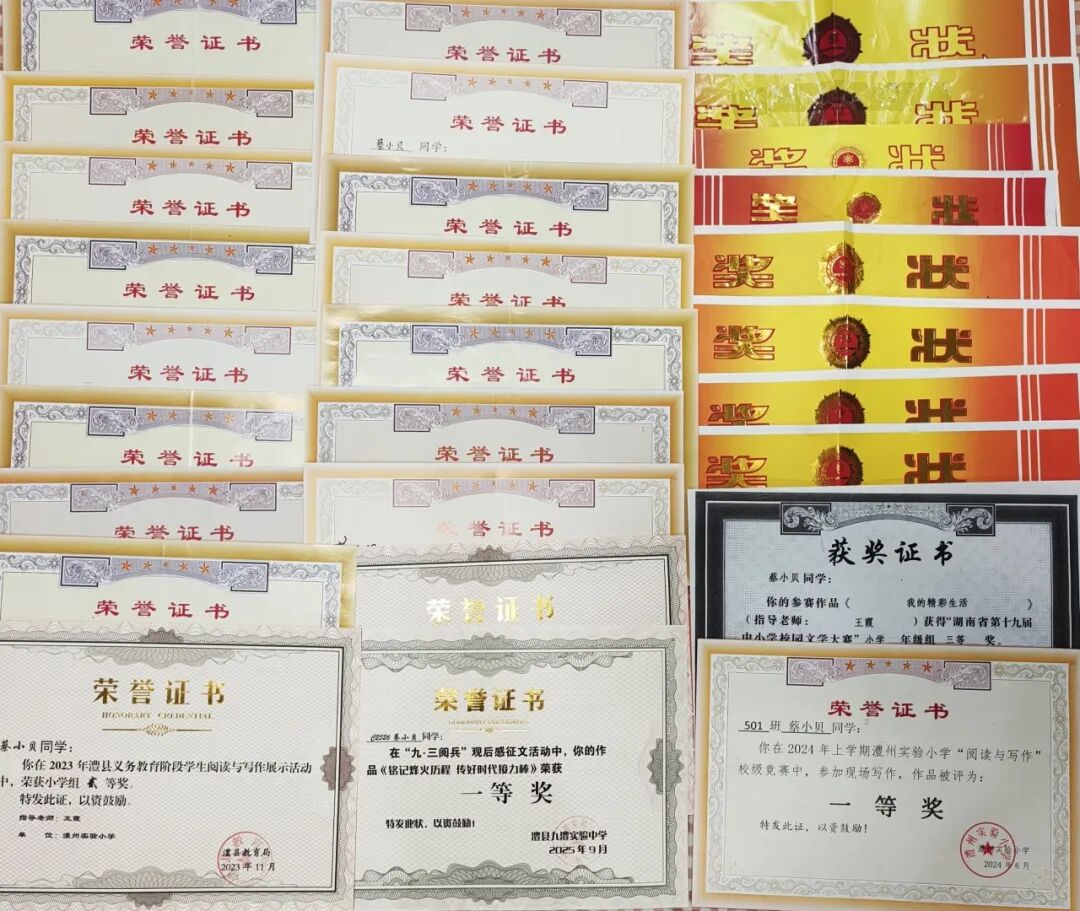 荣誉证书
荣誉证书
荣誉证书
荣誉证书
荣誉证书
荣誉证书
荣誉证书
荣誉证书
荣誉证书
HONORARY CREDENTIAL
蔡小贝同学：
你在2023年澧县义务教育阶段学生阅读与写作展示活动
中，荣获小学组 贰 等奖。
特发此证，以资鼓励。
指导老师：王霞
单 位：澧州实验小学
澧县教育局
2023年11月
荣誉证书
荣誉证书
蔡小贝 同学：
荣誉证书
荣誉证书
荣誉证书
荣誉证书
荣誉证书
荣誉证书
荣誉证书
C2526 蔡小贝 同学：
在“九·三阅兵”观后感征文活动中，你的作
品《铭记烽火历程 传好时代接力棒》荣获
一等奖
特发此状，以资鼓励！
澧县九澧实验中学
2025年9月
奖状
奖状
奖状
奖状
奖状
奖状
奖状
奖状
获奖证书
蔡小贝同学：
你的参赛作品《 我的精彩生活 》
（指导老师： 王霞 ）获得“湖南省第十九届
中小学校园文学大赛”小学 年级组 三等 奖。
荣誉证书
501 班 蔡小贝 同学：
你在2024年上学期澧州实验小学“阅读与写作”
校级竞赛中，参加现场写作，作品被评为：
一等奖
特发此证，以资鼓励！
澧州实验小学
2024年6月